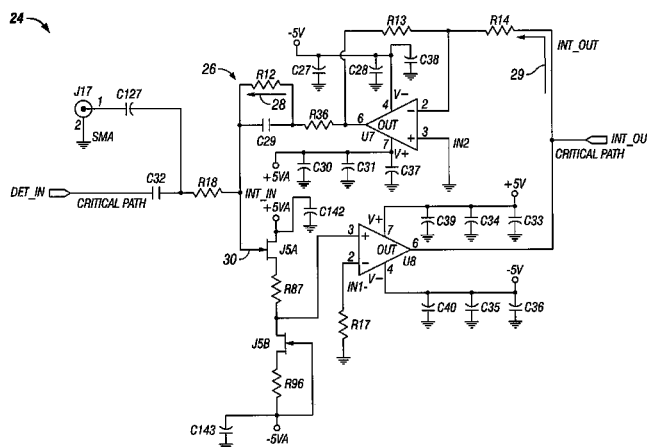 24
-5V
R13
R14
INT_OUT
29
C27
C28
C38
26
R12
28
J17
1
C127
2
SMA
4
V-
2
6
OUT
U7
3
7
V+
IN2
C29
R36
INT_OUT
CRITICAL PATH
C32
R18
+5VA
C30
C31
C37
DET_IN
CRITICAL PATH
INT_IN
+5VA
C142
+5V
V+
7
C39
C34
C33
30
J5A
3
+
OUT
6
2
-
U8
IN1-
V-
4
-5V
R87
C40
C35
C36
R17
J5B
R96
C143
-5VA